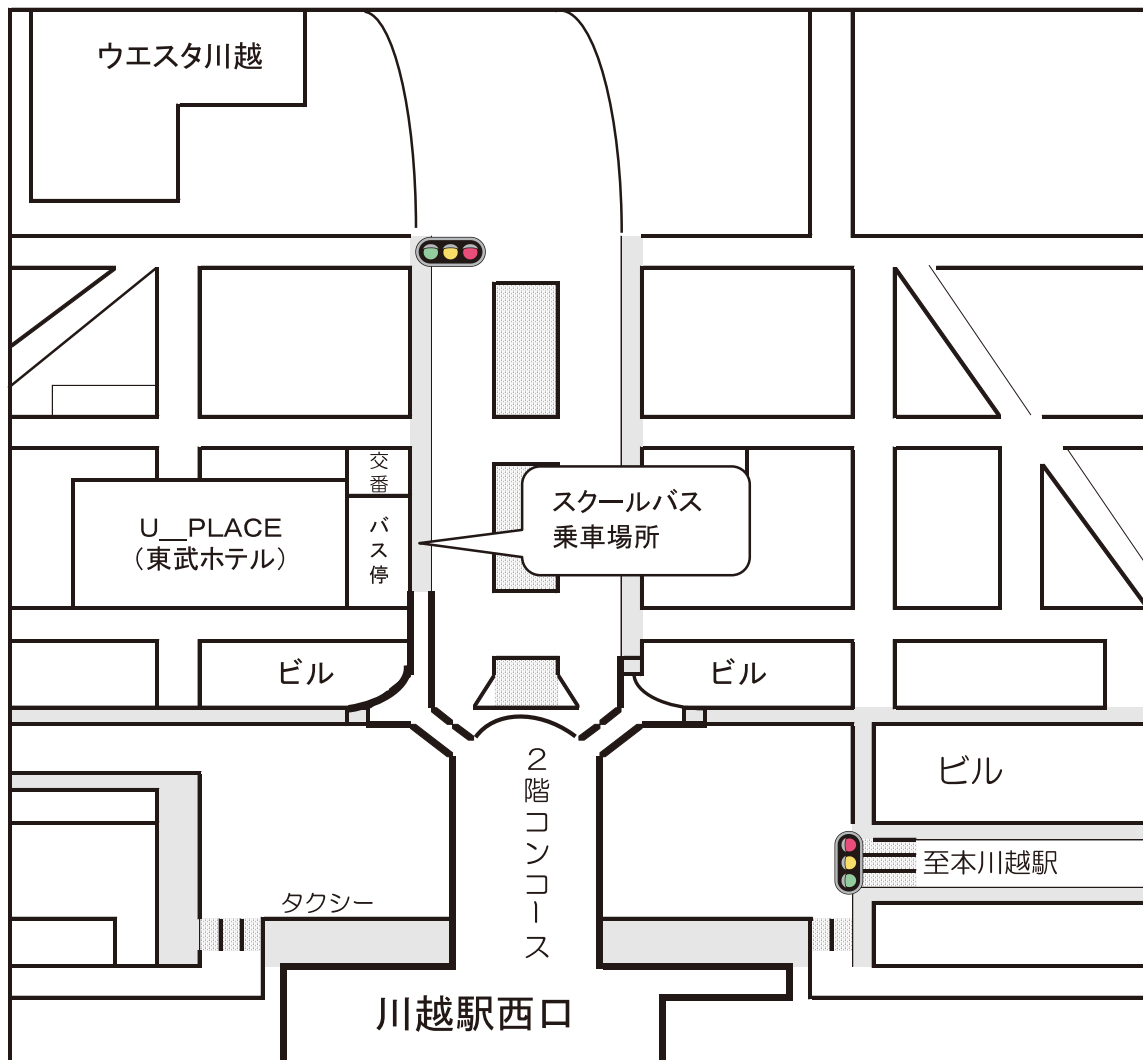 ウエスタ川越
交番
U__PLACE
(東武ホテル)
バス停
スクールバス
乗車場所
ビル
ビル
2階コンコース
ビル
至本川越駅
タクシー
川越駅西口